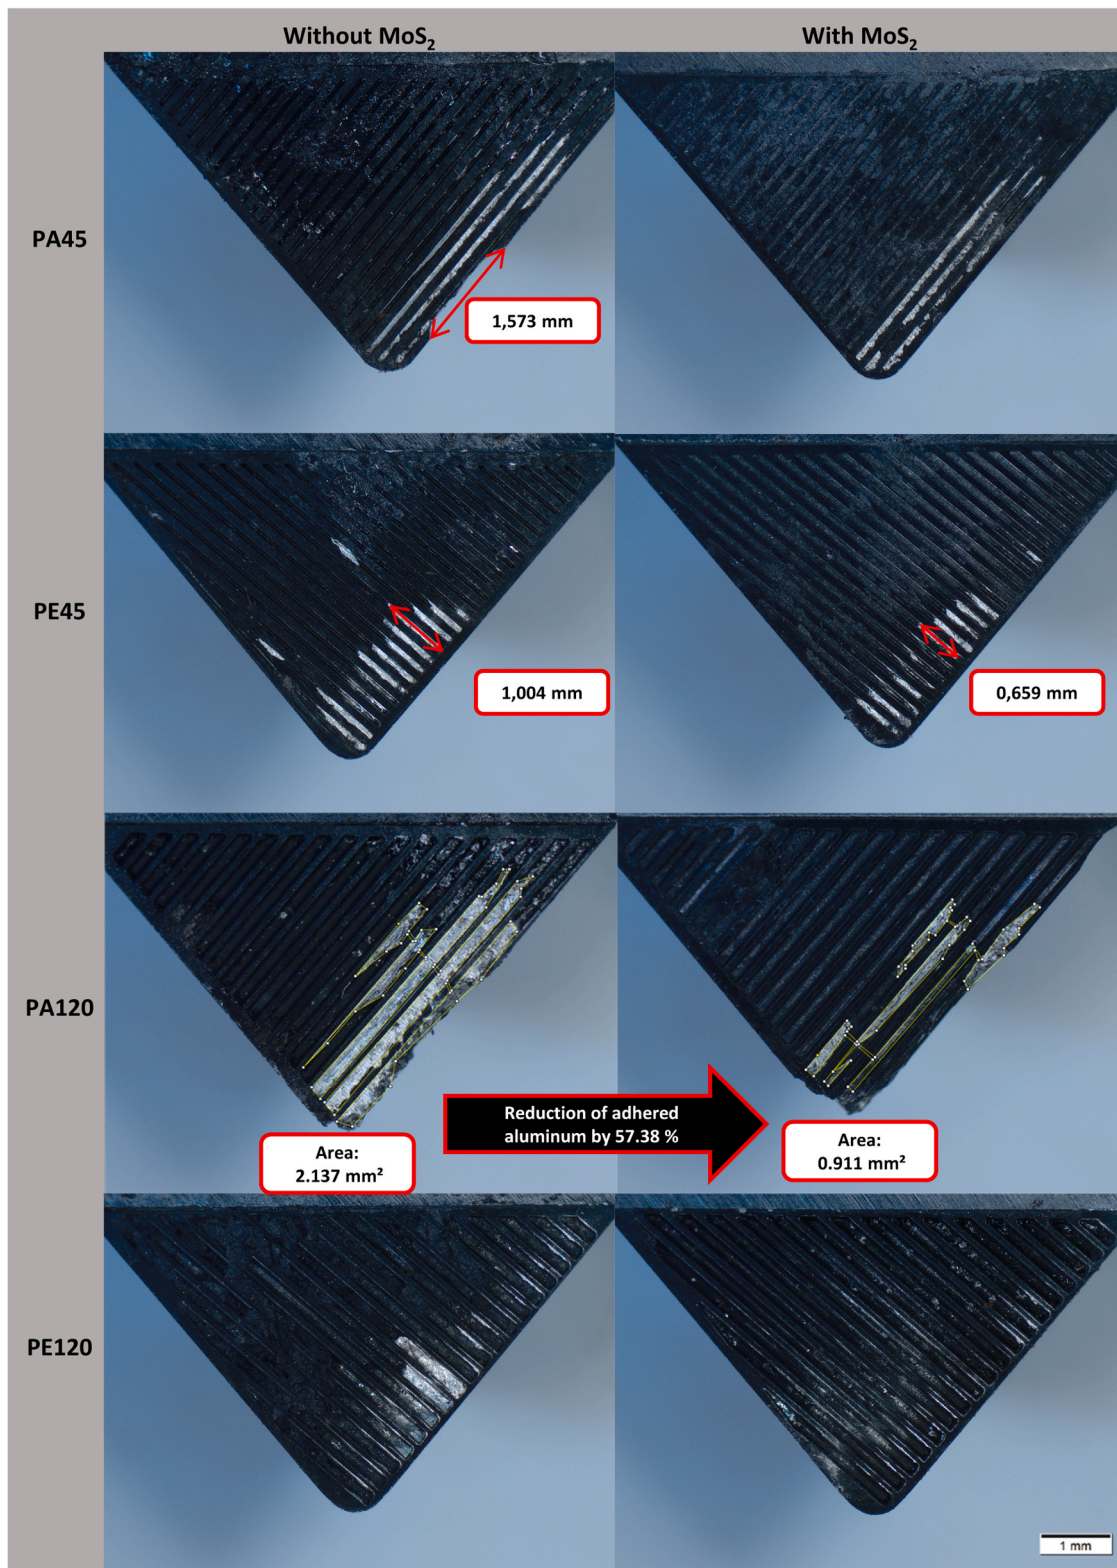 Without MoS₂
With MoS₂
PA45
1,573 mm
PE45
1,004 mm
0,659 mm
PA120
Reduction of adhered
aluminum by 57.38 %
Area:
2.137 mm²
Area:
0.911 mm²
PE120
1 mm